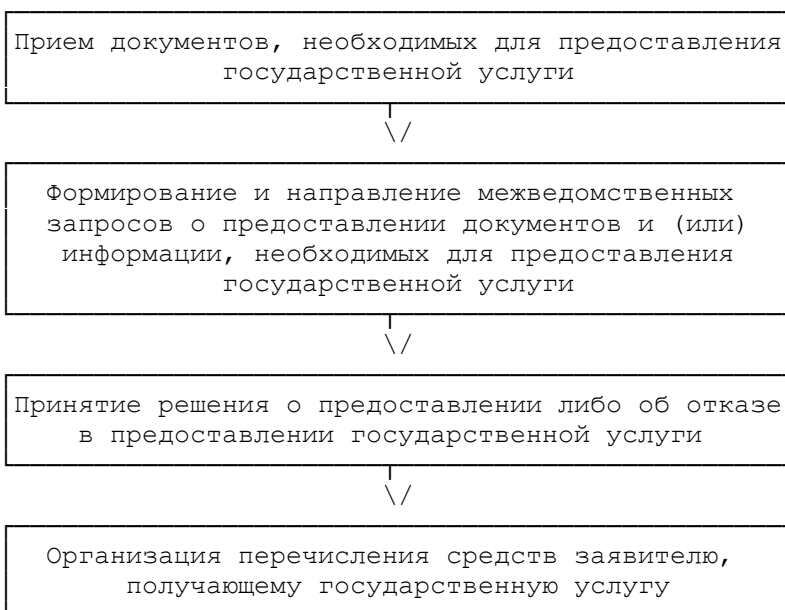 Прием документов, необходимых для предоставления
государственной услуги
\/
Формирование и направление межведомственных
запросов о предоставлении документов и (или)
информации, необходимых для предоставления
государственной услуги
\/
Принятие решения о предоставлении либо об отказе
в предоставлении государственной услуги
\/
Организация перечисления средств заявителю,
получающему государственную услугу